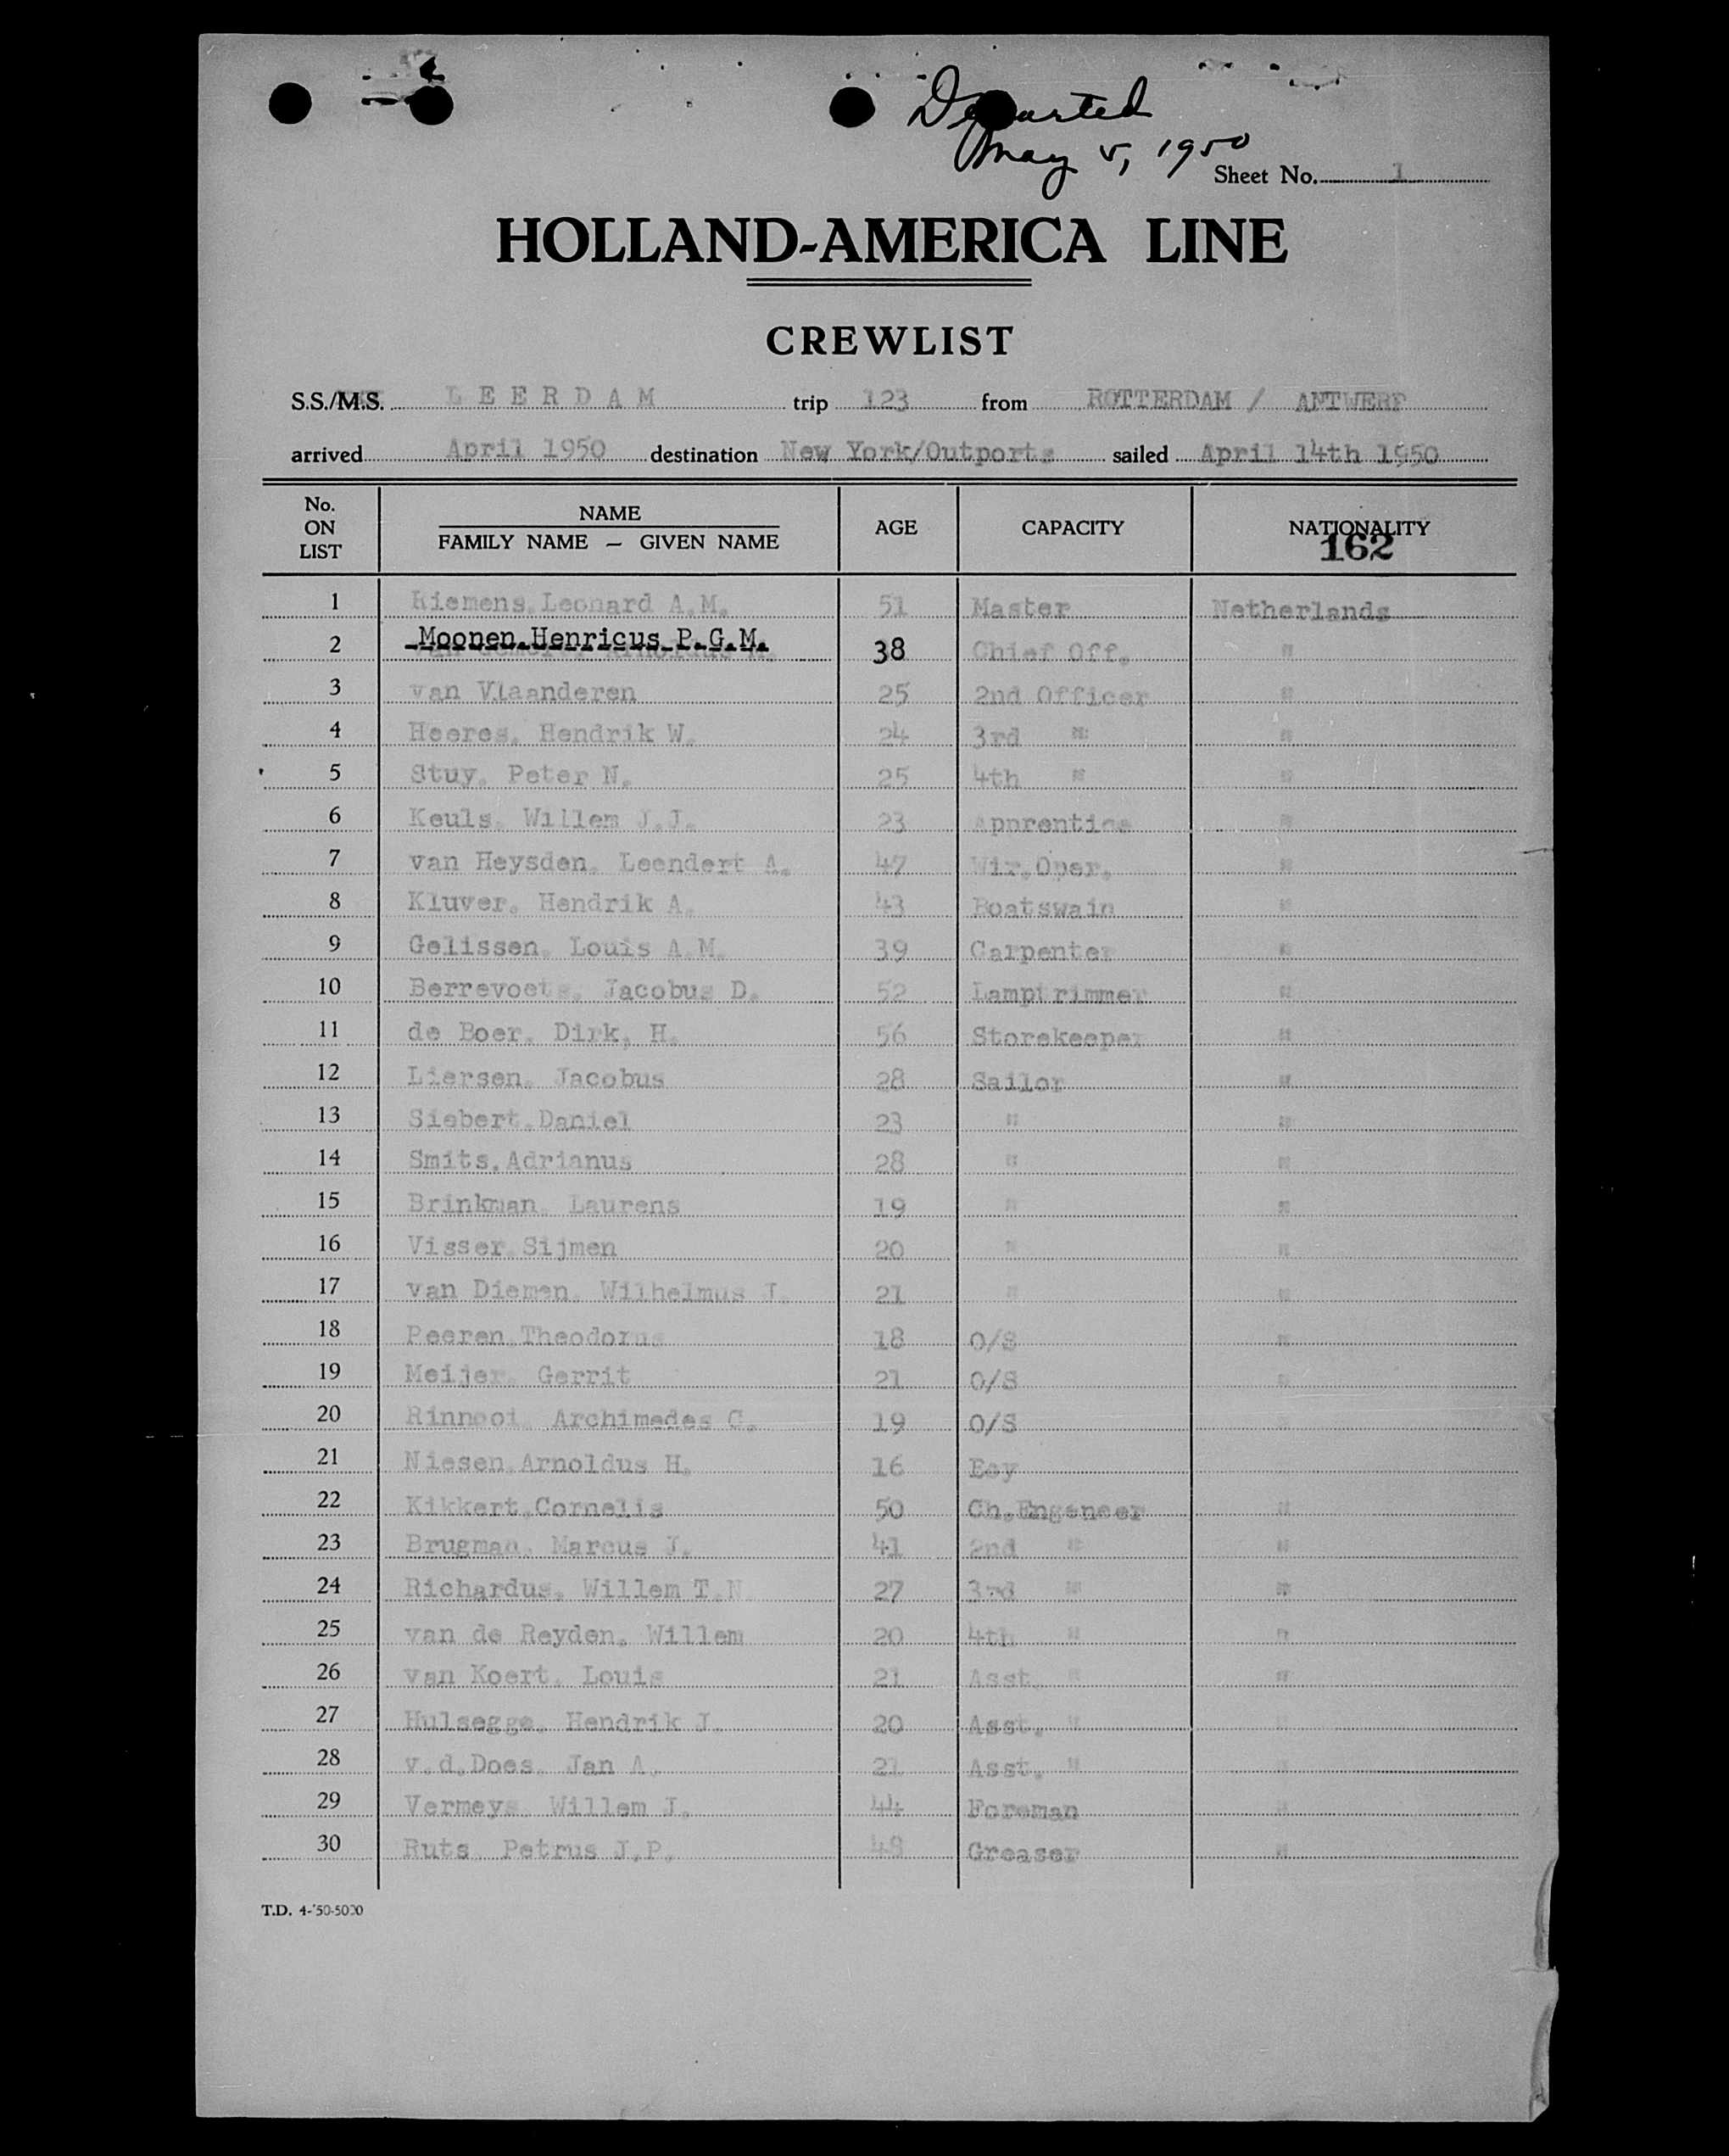 Departed
May 5, 1950
Sheet No. 1
HOLLAND-AMERICA LINE
CREWLIST
S.S./M.S. LEERDAM trip 123 from ROTTERDAM / ANTWERP
arrived April 1950 destination New York/Outports sailed April 14th 1950
No. ON LIST NAME FAMILY NAME — GIVEN NAME AGE CAPACITY NATIONALITY
162
1 Riemens, Leonard A.M. 51 Master Netherlands
2 Moonen, Henricus P.G.M. 38 Chief Off. "
3 van Vlaanderen 25 2nd Officer "
4 Heeres, Hendrik W. 24 3rd " "
5 Stuy, Peter N. 25 4th " "
6 Keuls, Willem J.J. 23 Apprentice "
7 van Heysden, Leendert A. 47 Wir.Oper. "
8 Kluver, Hendrik A. 43 Boatswain "
9 Gelissen, Louis A.M. 39 Carpenter "
10 Berrevoets, Jacobus D. 52 Lamptrimmer "
11 de Boer, Dirk, H. 56 Storekeeper "
12 Liersen, Jacobus 28 Sailor "
13 Siebert, Daniel 23 " "
14 Smits, Adrianus 28 " "
15 Brinkman, Laurens 19 " "
16 Visser, Sijmen 20 " "
17 van Diemen, Wilhelmus J. 21 " "
18 Peeren, Theodorus 18 O/S "
19 Meijer, Gerrit 21 O/S "
20 Archimedes C. 19 O/S
21 Niesen, Arnoldus H. 16 Boy
22 Kikkert, Cornelis 50 Ch.Engeneer "
23 Brugman, Marcus J. 41 2nd " "
24 Richardus, Willem T.N. 27 3rd " "
25 van de Reyden, Willem 20 4th " "
26 van Koert, Louis 21 Asst. " "
27 Hulsegge, Hendrik J. 20 Asst. " "
28 v.d.Does, Jan A. 21 Asst. " "
29 Vermeys, Willem J. 44 Foreman "
30 Ruts, Petrus J.P. 48 Greaser "
T.D. 4-'50-5000